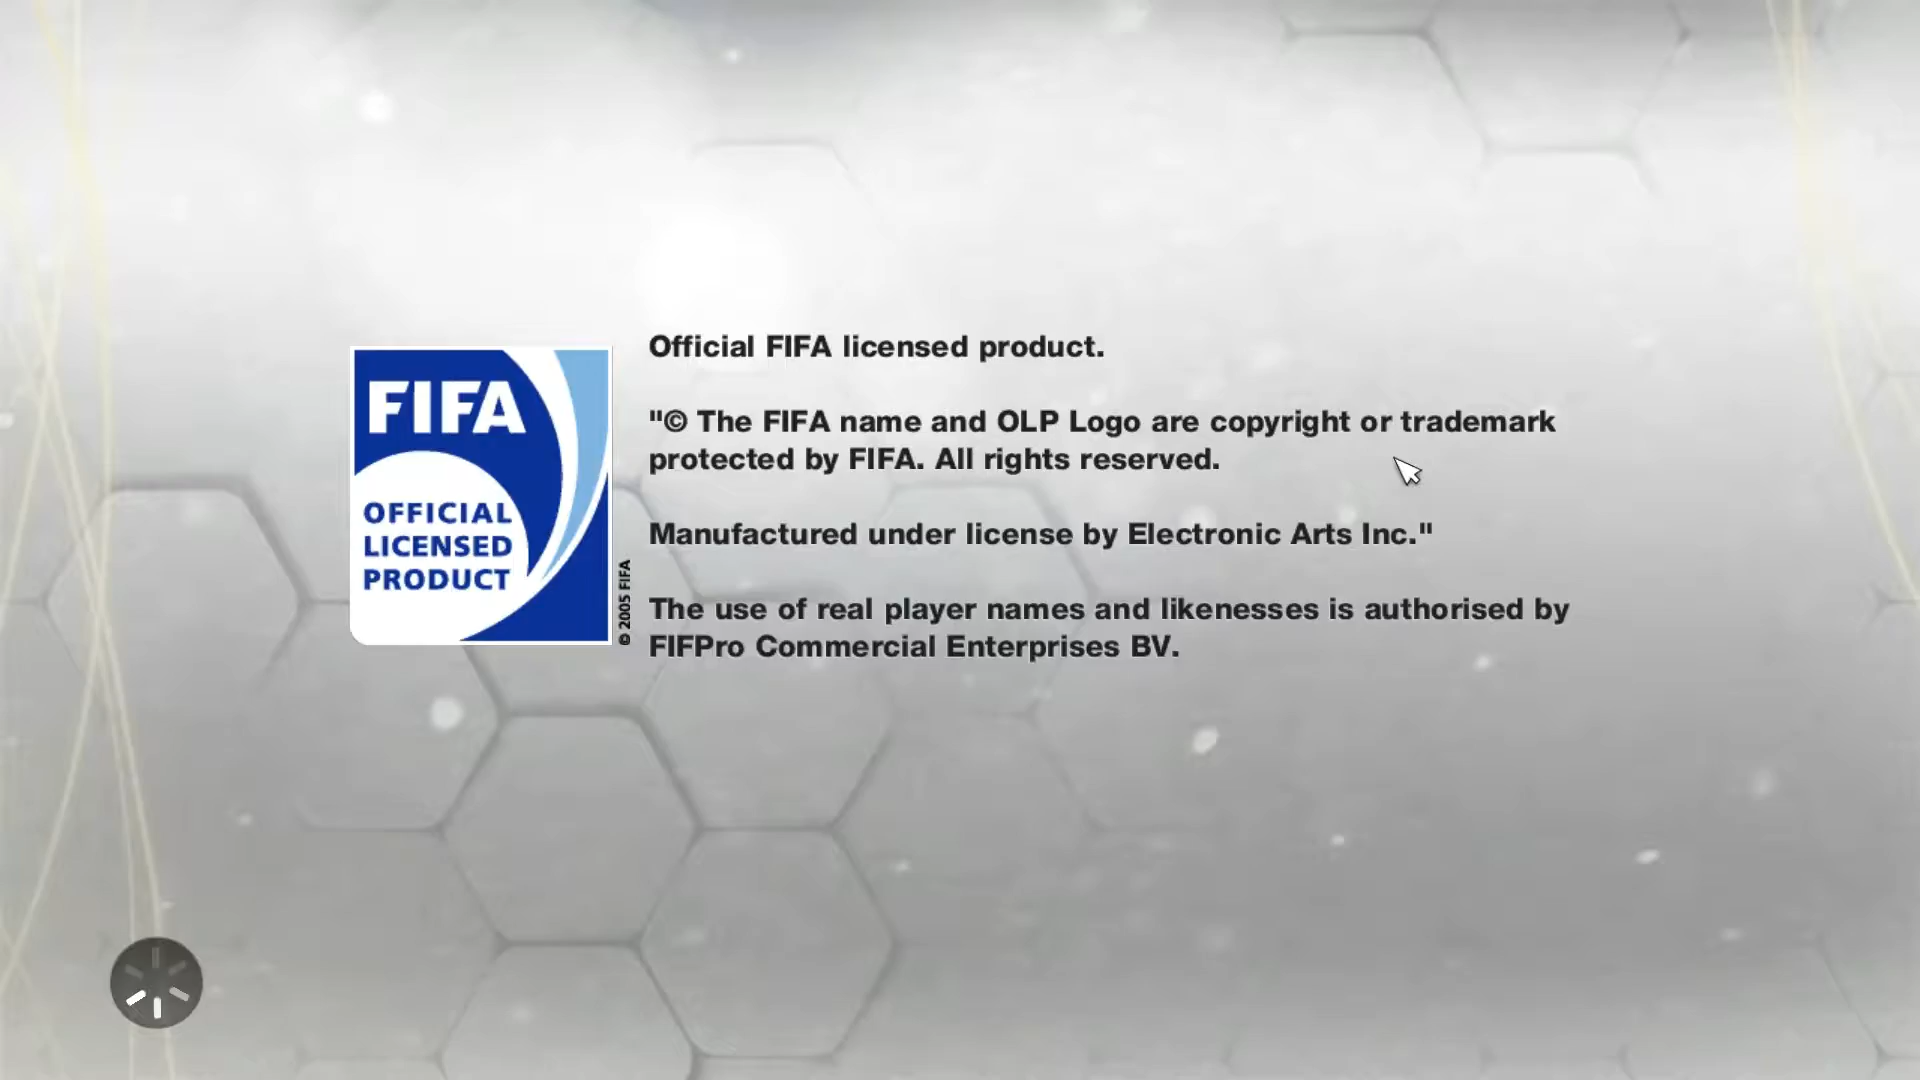 FIFA
OFFICIAL
LICENSED
PRODUCT
© 2005 FIFA
Official FIFA licensed product.
"© The FIFA name and OLP Logo are copyright or trademark
protected by FIFA. All rights reserved.
Manufactured under license by Electronic Arts Inc."
The use of real player names and likenesses is authorised by
FIFPro Commercial Enterprises BV.